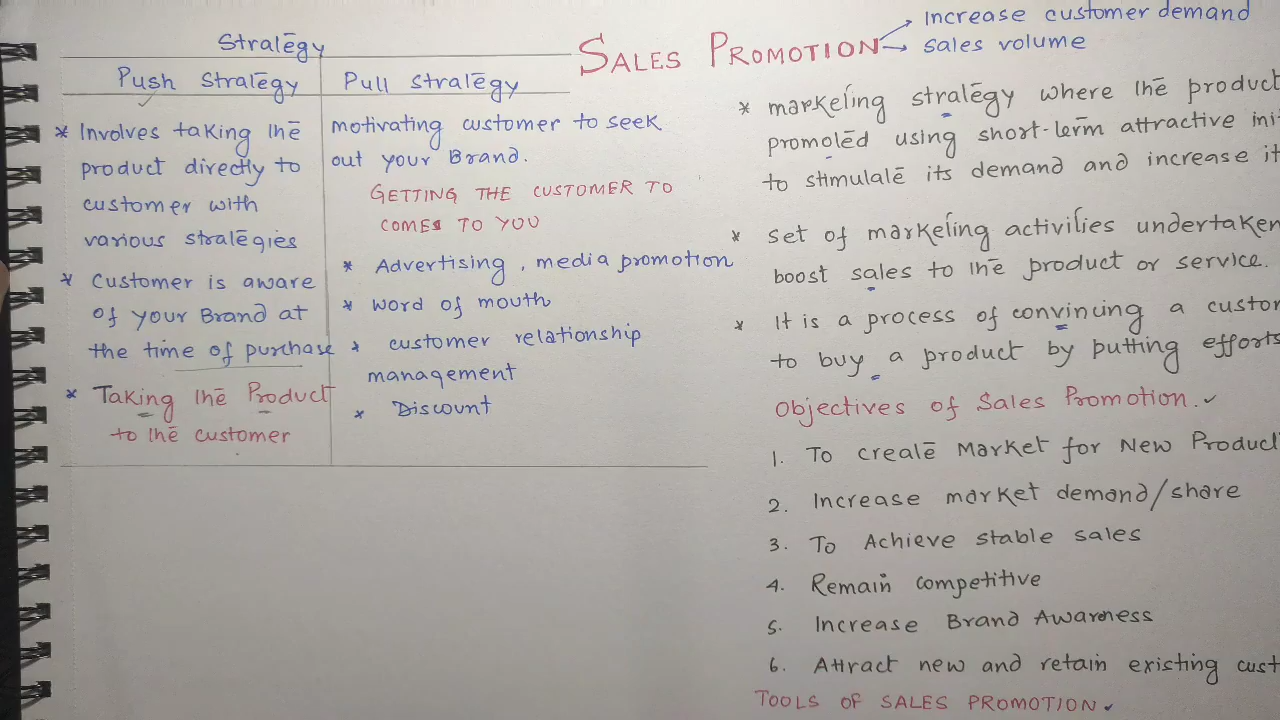 Strategy
Push Strategy
* Involves taking the
product directly to
customer with
various strategies
* Customer is aware
of your Brand at
the time of purchase
* Taking the Product
to the customer
Pull strategy
motivating customer to seek
out your Brand.
GETTING THE CUSTOMER TO
COMES TO YOU
* Advertising, media promotion
* word of mouth
* customer relationship
management
* Discount
SALES PROMOTION
Increase customer demand
sales volume
* marketing strategy where the product
promoted using short-term attractive
to stimulate its demand and increase
* set of marketing activities undertaken
boost sales to the product or service.
* It is a process of convincing a
to buy a product by putting efforts
Objectives of Sales Promotion.
1. To create Market for New Product
2. Increase market demand/share
3. To Achieve stable sales
4. Remain competitive
5. Increase Brand Awareness
6. Attract new and retain existing
TOOLS OF SALES PROMOTION.